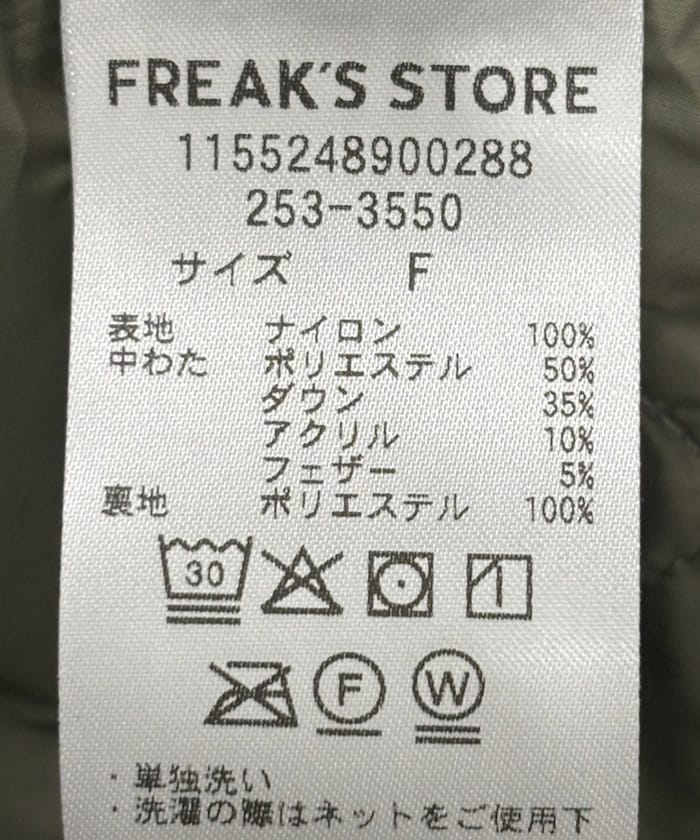 FREAK'S STORE
1155248900288
253-3550
サイズ F
表地 ナイロン 100%
中わた ポリエステル 50%
ダウン 35%
アクリル 10%
フェザー 5%
裏地 ポリエステル 100%
30
F W
・単独洗い
・洗濯の際はネットをご使用下